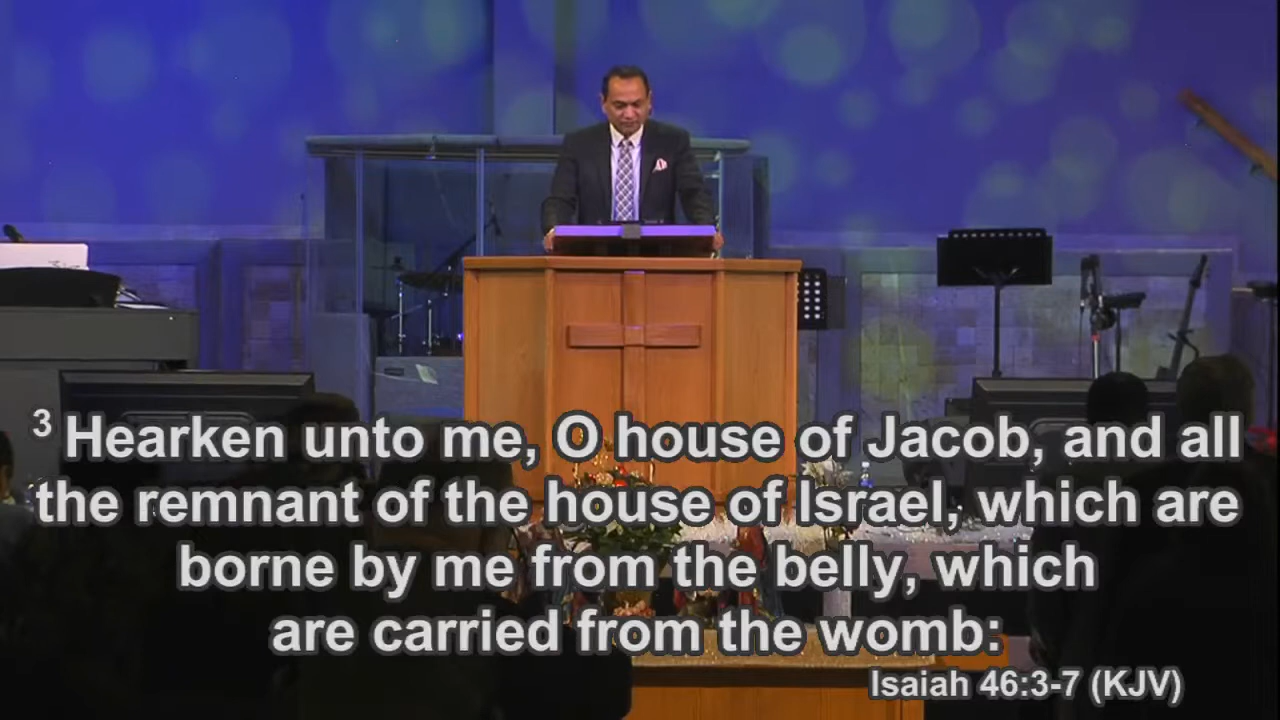 3 Hearken unto me, O house of Jacob, and all
the remnant of the house of Israel, which are
borne by me from the belly, which
are carried from the womb:
Isaiah 46:3-7 (KJV)